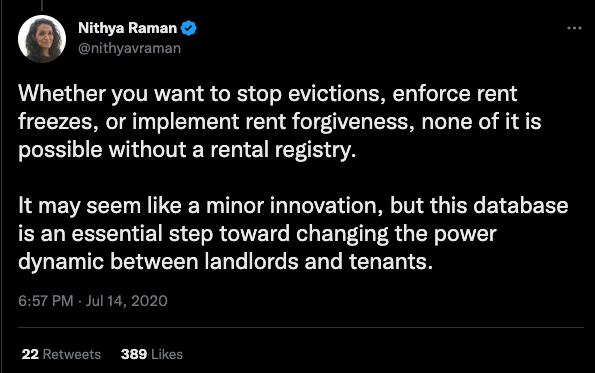 Nithya Raman
@nithyavraman
Whether you want to stop evictions, enforce rent
freezes, or implement rent forgiveness, none of it is
possible without a rental registry.
It may seem like a minor innovation, but this database
is an essential step toward changing the power
dynamic between landlords and tenants.
6:57 PM · Jul 14, 2020
22 Retweets 389 Likes